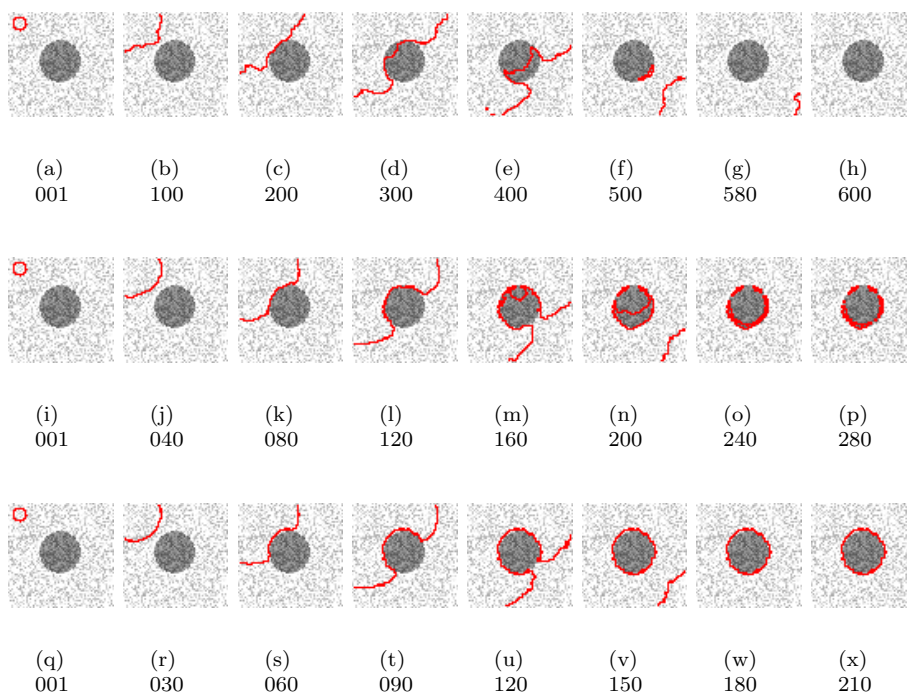 (a) (b) (c) (d) (e) (f) (g) (h)
001 100 200 300 400 500 580 600
(i) (j) (k) (l) (m) (n) (o) (p)
001 040 080 120 160 200 240 280
(q) (r) (s) (t) (u) (v) (w) (x)
001 030 060 090 120 150 180 210